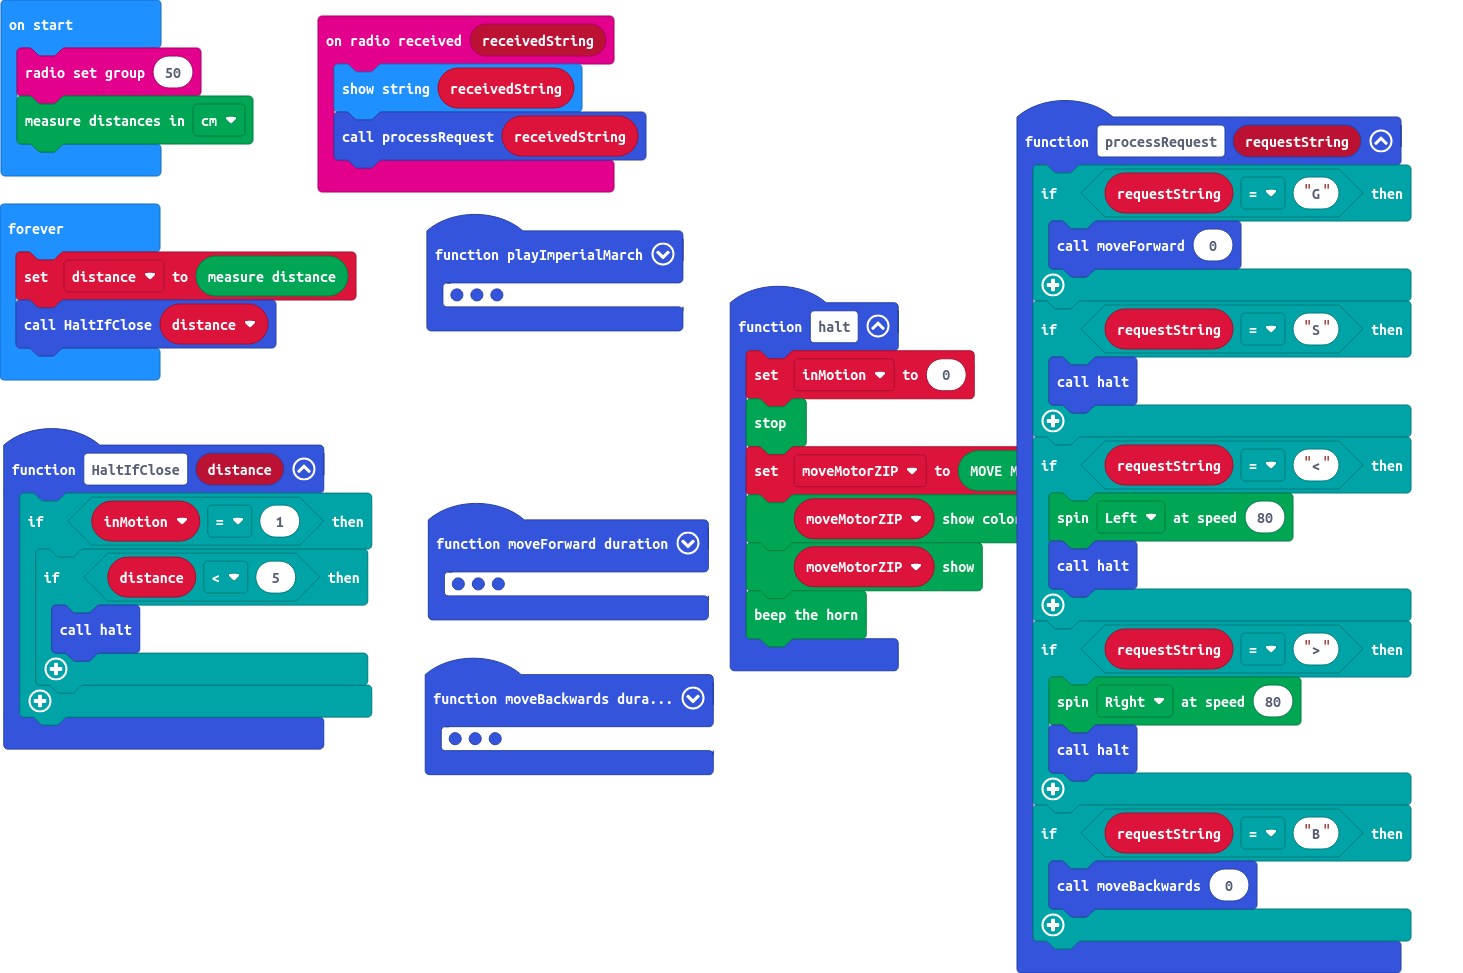 on start
radio set group 50
measure distances in cm
on radio received receivedString
show string receivedString
call processRequest receivedString
forever
set distance to measure distance
call HaltIfClose distance
function playImperialMarch
function HaltIfClose distance
if inMotion = 1 then
if distance < 5 then
call halt
function moveForward duration
function moveBackwards dura...
function halt
set inMotion to 0
stop
set moveMotorZIP to MOVE M
moveMotorZIP show color
moveMotorZIP show
beep the horn
function processRequest requestString
if requestString = "G" then
call moveForward 0
if requestString = "S" then
call halt
if requestString = "<" then
spin Left at speed 80
call halt
if requestString = ">" then
spin Right at speed 80
call halt
if requestString = "B" then
call moveBackwards 0